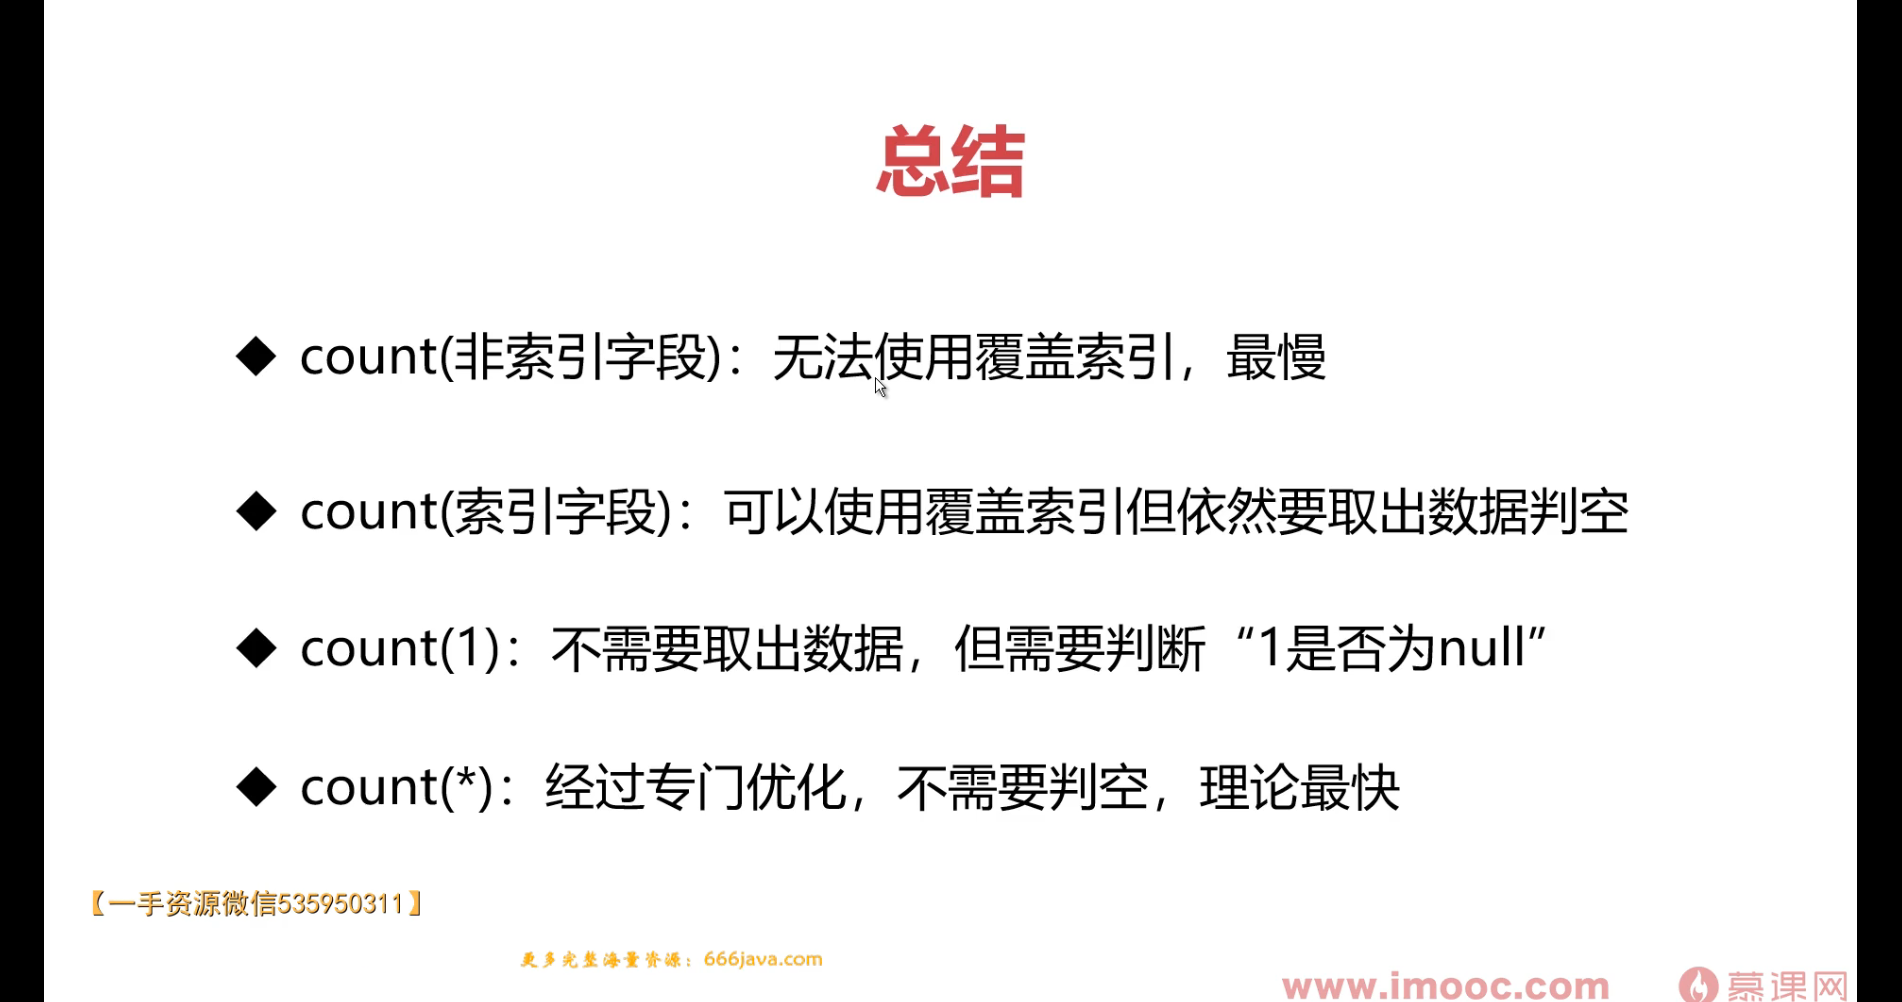 总结
◆ count(非索引字段)：无法使用覆盖索引，最慢
◆ count(索引字段)：可以使用覆盖索引但依然要取出数据判空
◆ count(1)：不需要取出数据，但需要判断“1是否为null”
◆ count(*)：经过专门优化，不需要判空，理论最快
【一手资源微信535950311】
更多完整海量资源：666java.com
www.imooc.com 慕课网